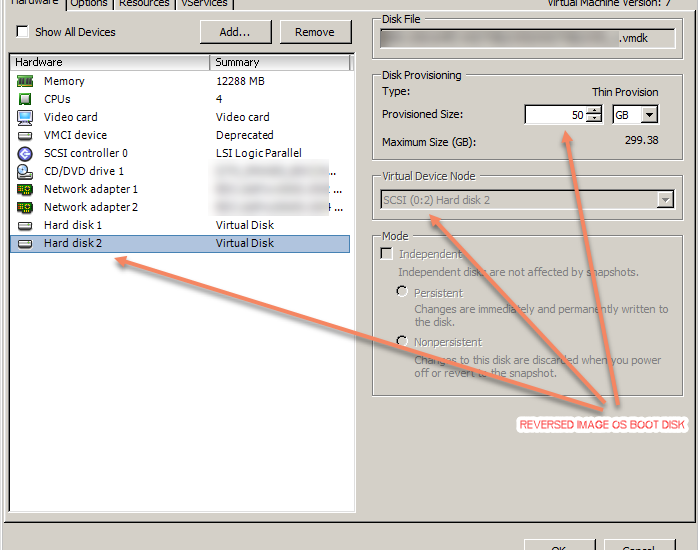 Hardware Options Resources vServices Virtual Machine Version: 7
Show All Devices Add... Remove
Hardware Summary
Memory 12288 MB
CPUs 4
Video card Video card
VMCI device Deprecated
SCSI controller 0 LSI Logic Parallel
CD/DVD drive 1
Network adapter 1
Network adapter 2
Hard disk 1 Virtual Disk
Hard disk 2 Virtual Disk
Disk File
.vmdk
Disk Provisioning
Type: Thin Provision
Provisioned Size: 50 GB
Maximum Size (GB): 299.38
Virtual Device Node
SCSI (0:2) Hard disk 2
Mode
Independent
Independent disks are not affected by snapshots.
Persistent
Changes are immediately and permanently written to
the disk.
Nonpersistent
Changes to this disk are discarded when you power
off or revert to the snapshot.
REVERSED IMAGE OS BOOT DISK
OK Cancel